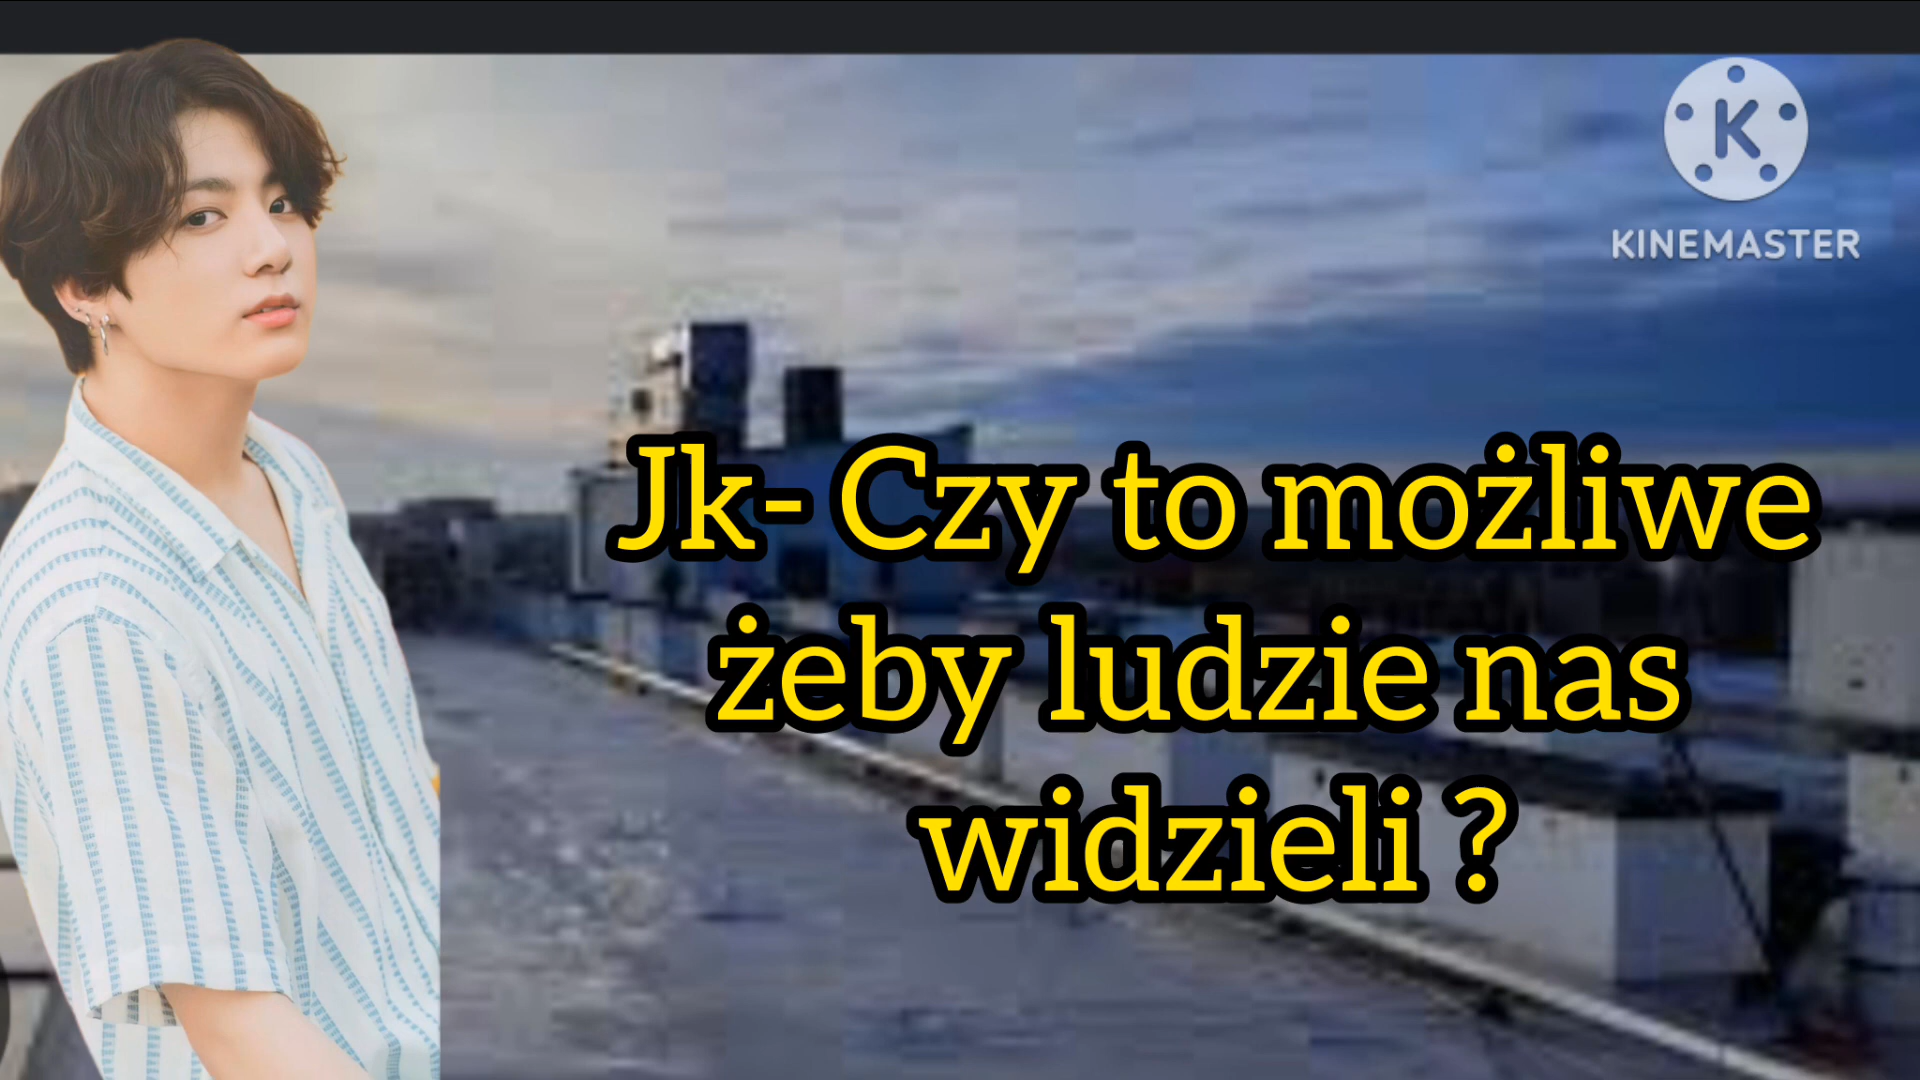 K
KINEMASTER
Jk- Czy to możliwe
żeby ludzie nas
widzieli ?